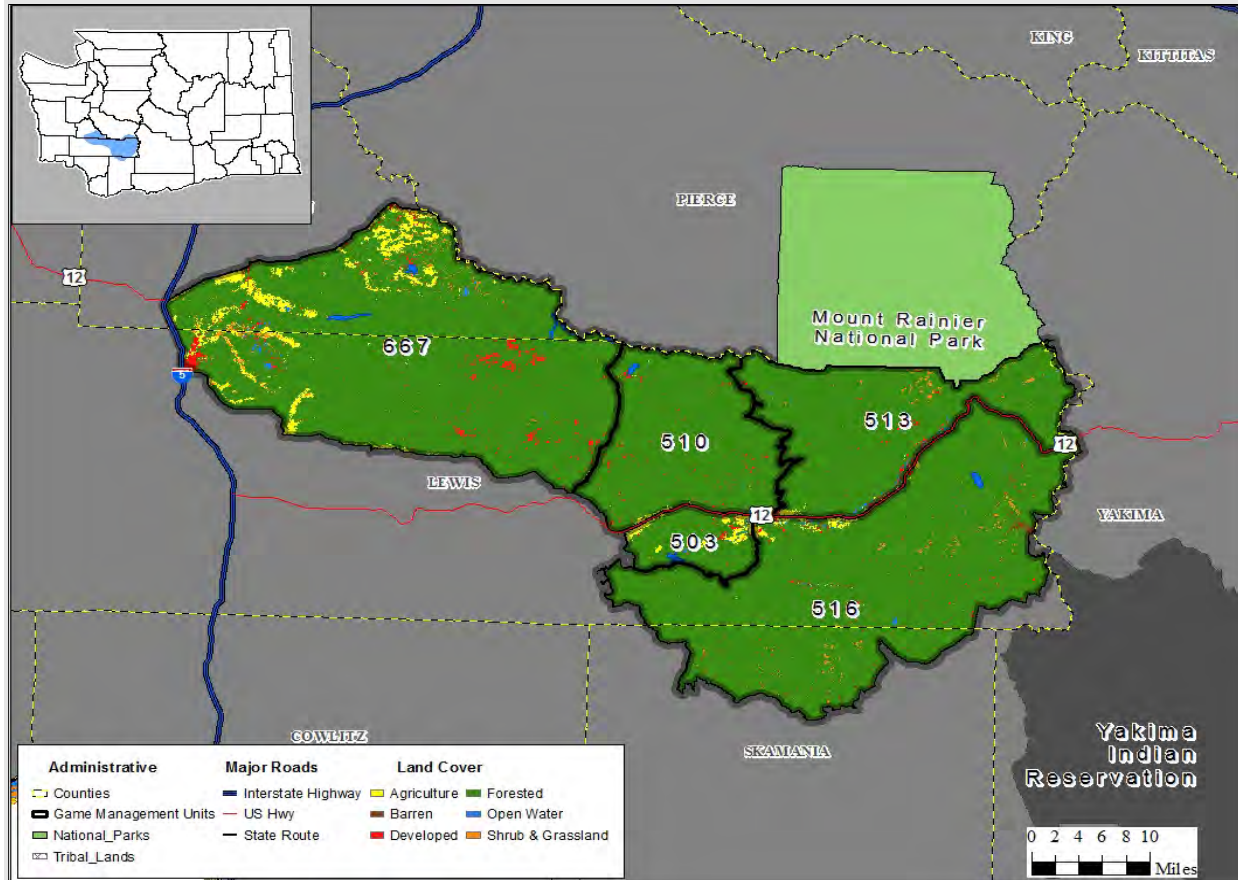 KING
KITTITAS
PIERCE
12
Mount Rainier
National Park
667
5
510
513
12
LEWIS
12
503
YAKIMA
516
COWLITZ
SKAMANIA
Yakima
Indian
Reservation
Administrative
Counties
Game Management Units
National_Parks
Tribal_Lands
Major Roads
Interstate Highway
US Hwy
State Route
Land Cover
Agriculture
Barren
Developed
Forested
Open Water
Shrub & Grassland
0 2 4 6 8 10
Miles